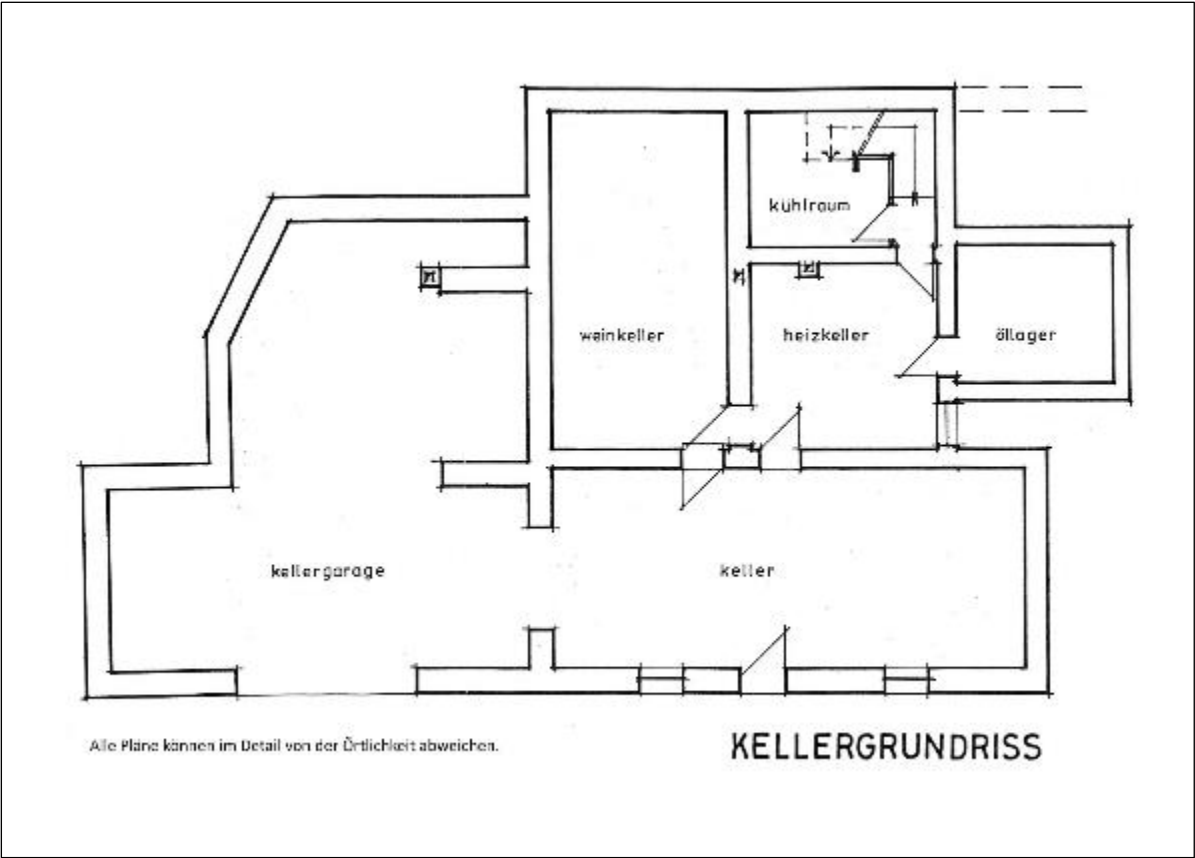 kühlraum
weinkeller
heizkeller
öllager
kellergarage
keller
Alle Pläne können im Detail von der Örtlichkeit abweichen.
KELLERGRUNDRISS